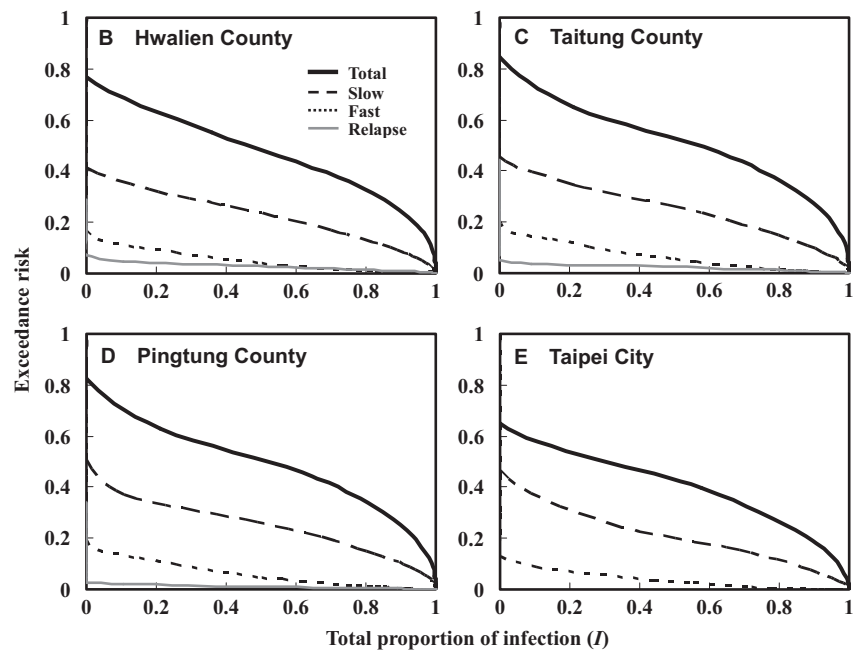 B Hwalien County
Total
Slow
Fast
Relapse
1
0.8
0.6
0.4
0.2
0
0 0.2 0.4 0.6 0.8 1
C Taitung County
1
0.8
0.6
0.4
0.2
0
0 0.2 0.4 0.6 0.8 1
Exceedance risk
D Pingtung County
1
0.8
0.6
0.4
0.2
0
0 0.2 0.4 0.6 0.8 1
E Taipei City
1
0.8
0.6
0.4
0.2
0
0 0.2 0.4 0.6 0.8 1
Total proportion of infection (I)